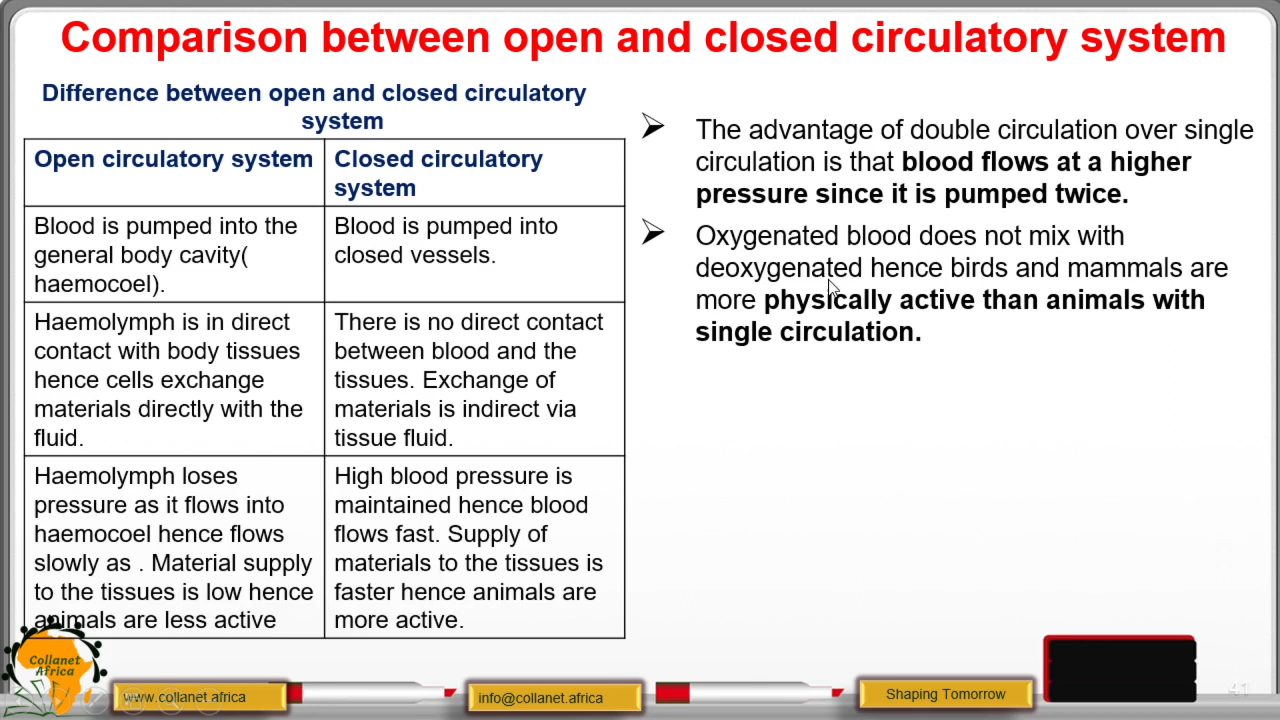 Comparison between open and closed circulatory system
Difference between open and closed circulatory
system
Open circulatory system
Closed circulatory
system
Blood is pumped into the
general body cavity(
haemocoel).
Blood is pumped into
closed vessels.
Haemolymph is in direct
contact with body tissues
hence cells exchange
materials directly with the
fluid.
There is no direct contact
between blood and the
tissues. Exchange of
materials is indirect via
tissue fluid.
Haemolymph loses
pressure as it flows into
haemocoel hence flows
slowly as . Material supply
to the tissues is low hence
animals are less active
High blood pressure is
maintained hence blood
flows fast. Supply of
materials to the tissues is
faster hence animals are
more active.
The advantage of double circulation over single
circulation is that blood flows at a higher
pressure since it is pumped twice.
Oxygenated blood does not mix with
deoxygenated hence birds and mammals are
more physically active than animals with
single circulation.
Collanet
Africa
www.collanet.africa
info@collanet.africa
Shaping Tomorrow
41